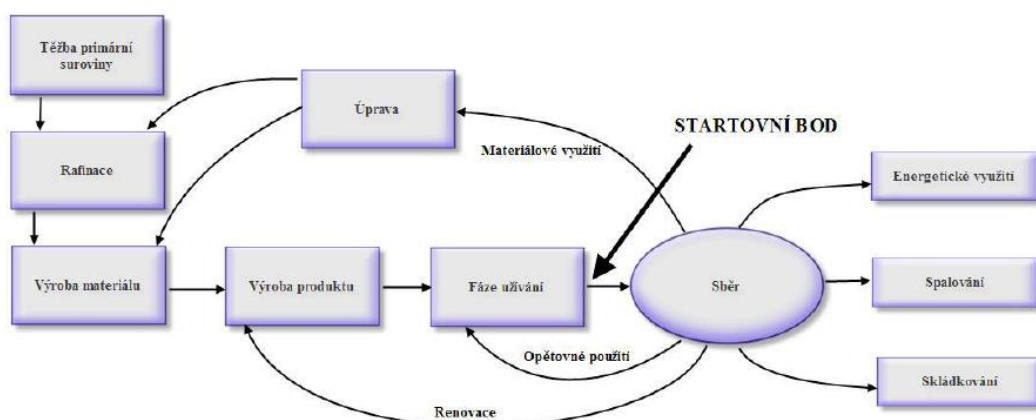 Těžba primární
suroviny
Úprava
STARTOVNÍ BOD
Rafinace
Materiálové využití
Energetické využití
Výroba materiálu
Výroba produktu
Fáze užívání
Sběr
Spalování
Opětovné použití
Skládkování
Renovace